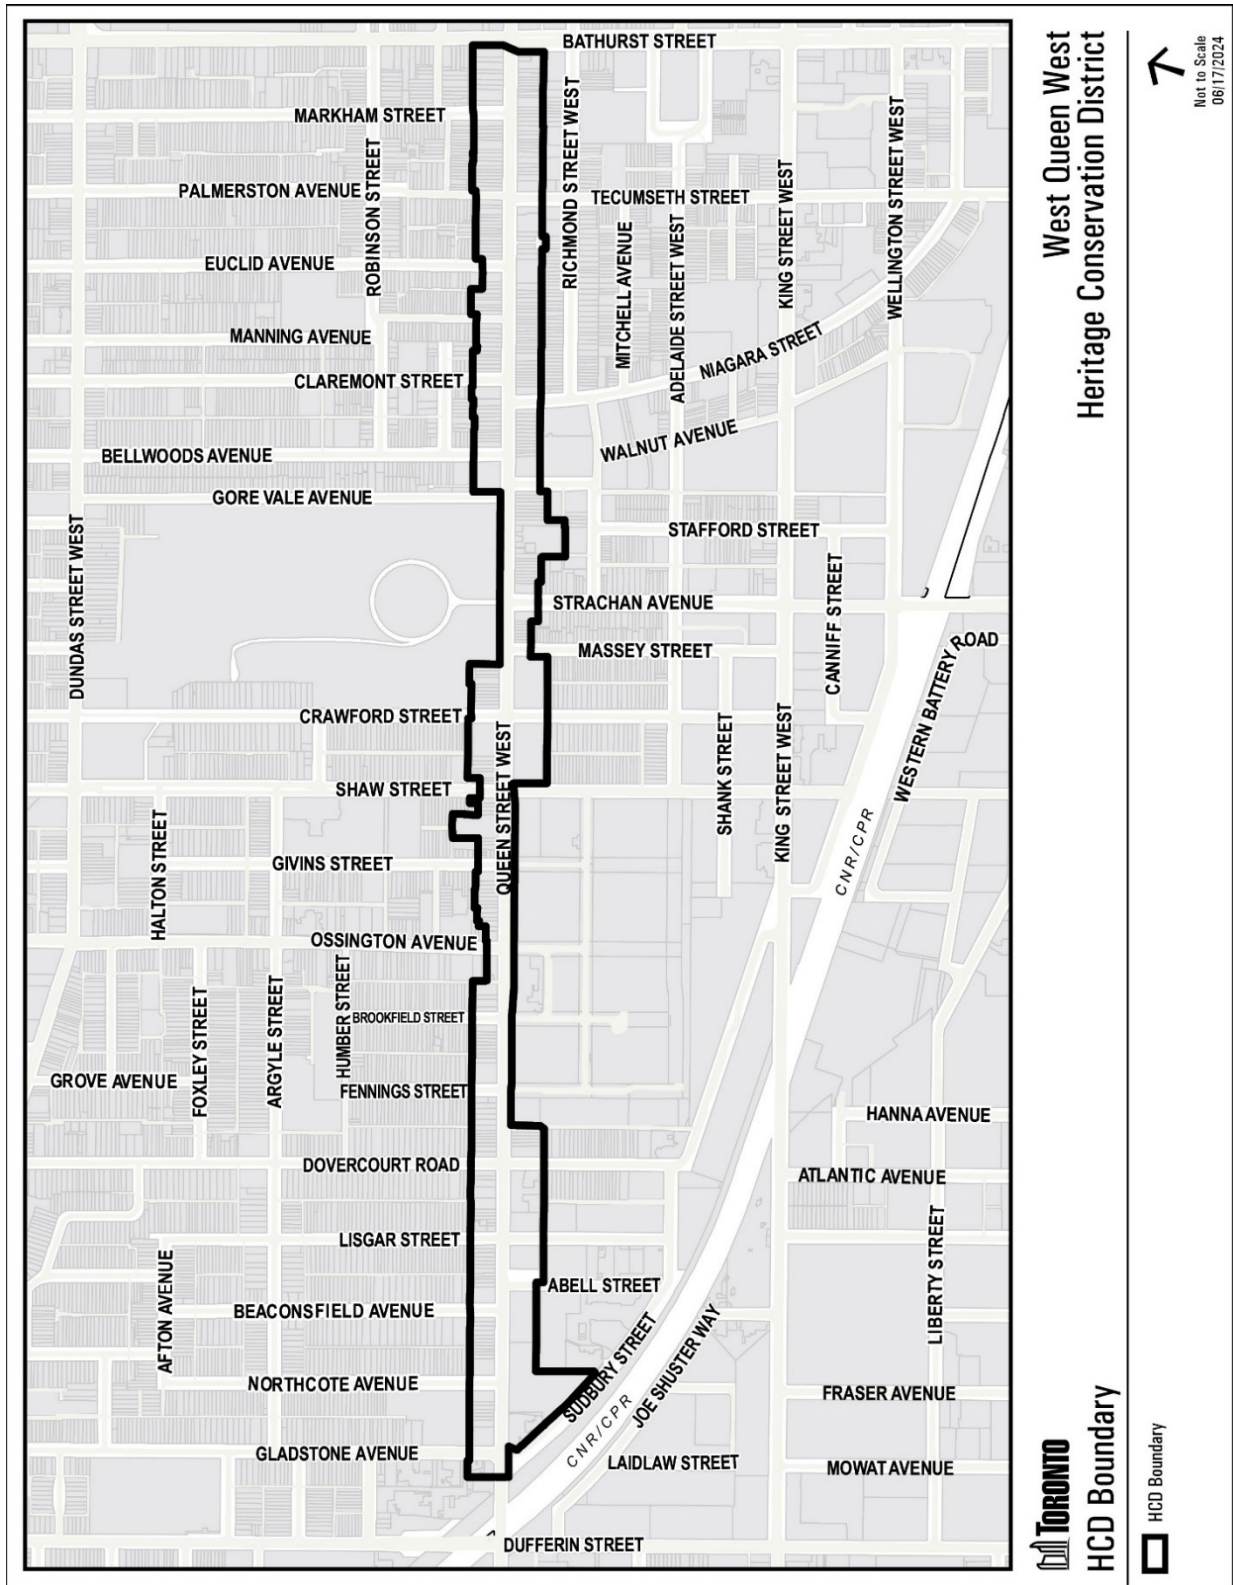 BATHURST STREET
MARKHAM STREET
RICHMOND STREET WEST
ROBINSON STREET
PALMERSTON AVENUE
TECUMSETH STREET
KING STREET WEST
WELLINGTON STREET WEST
EUCLID AVENUE
MITCHELL AVENUE
ADELAIDE STREET WEST
MANNING AVENUE
NIAGARA STREET
CLAREMONT STREET
WALNUT AVENUE
BELLWOODS AVENUE
GORE VALE AVENUE
STAFFORD STREET
DUNDAS STREET WEST
STRACHAN AVENUE
CANNIFF STREET
MASSEY STREET
WESTERN BATTERY ROAD
CRAWFORD STREET
QUEEN STREET WEST
SHANK STREET
KING STREET WEST
SHAW STREET
HALTON STREET
GIVINS STREET
CNR/CPR
OSSINGTON AVENUE
HUMBER STREET
FOXLEY STREET
ARGYLE STREET
BROOKFIELD STREET
GROVE AVENUE
FENNINGS STREET
HANNA AVENUE
DOVERCOURT ROAD
ATLANTIC AVENUE
LISGAR STREET
LIBERTY STREET
ABELL STREET
AFTON AVENUE
BEACONSFIELD AVENUE
SUDBURY STREET
JOE SHUSTER WAY
NORTHCOTE AVENUE
FRASER AVENUE
CNR/CPR
GLADSTONE AVENUE
LAIDLAW STREET
MOWAT AVENUE
DUFFERIN STREET
TORONTO
HCD Boundary
West Queen West
Heritage Conservation District
HCD Boundary
Not to Scale
06/17/2024